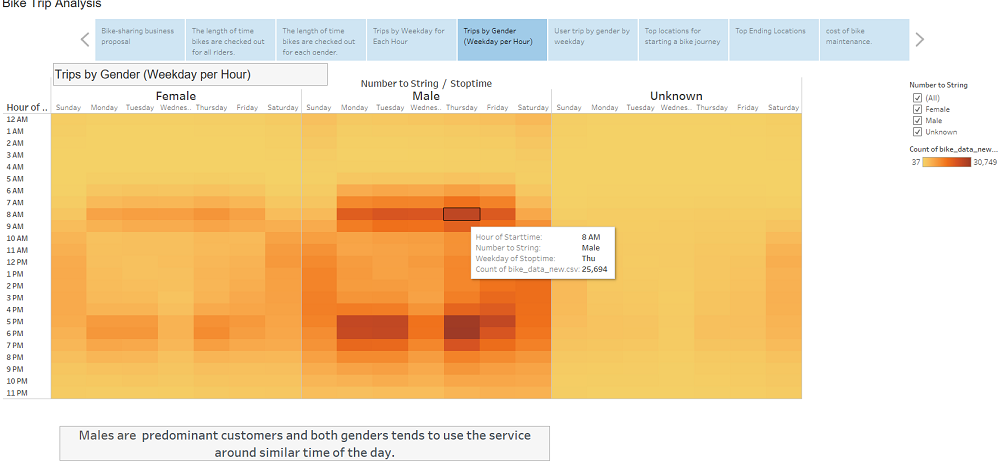 Bike Trip Analysis
Bike-sharing business proposal
The length of time bikes are checked out for all riders.
The length of time bikes are checked out for each gender.
Trips by Weekday for Each Hour
Trips by Gender (Weekday per Hour)
User trip by gender by weekday
Top locations for starting a bike journey
Top Ending Locations
cost of bike maintenance.
Trips by Gender (Weekday per Hour)
Number to String / Stoptime
Female Male Unknown
Hour of .. Sunday Monday Tuesday Wednes.. Thursday Friday Saturday Sunday Monday Tuesday Wednes.. Thursday Friday Saturday Sunday Monday Tuesday Wednes.. Thursday Friday Saturday
12 AM
1 AM
2 AM
3 AM
4 AM
5 AM
6 AM
7 AM
8 AM
9 AM
10 AM
11 AM
12 PM
1 PM
2 PM
3 PM
4 PM
5 PM
6 PM
7 PM
8 PM
9 PM
10 PM
11 PM
Hour of Starttime: 8 AM
Number to String: Male
Weekday of Stoptime: Thu
Count of bike_data_new.csv: 25,694
Number to String
(All)
Female
Male
Unknown
Count of bike_data_new...
37 30,749
Males are predominant customers and both genders tends to use the service
around similar time of the day.